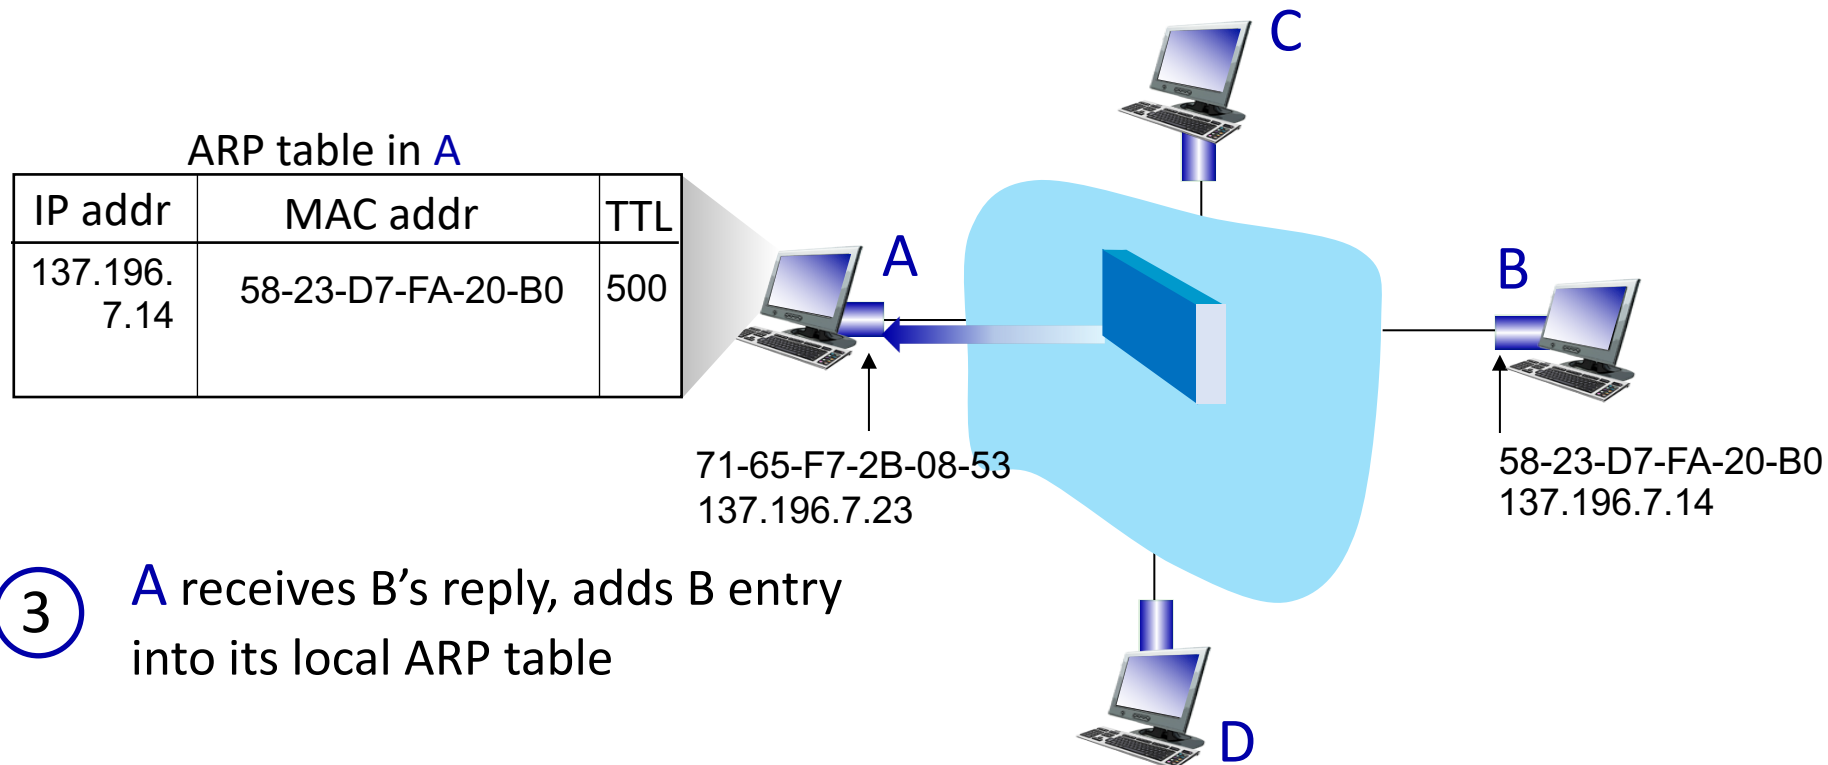 C
ARP table in A
IP addr MAC addr TTL
137.196.
7.14
58-23-D7-FA-20-B0 500
A
B
71-65-F7-2B-08-53
137.196.7.23
58-23-D7-FA-20-B0
137.196.7.14
3
A receives B’s reply, adds B entry
into its local ARP table
D